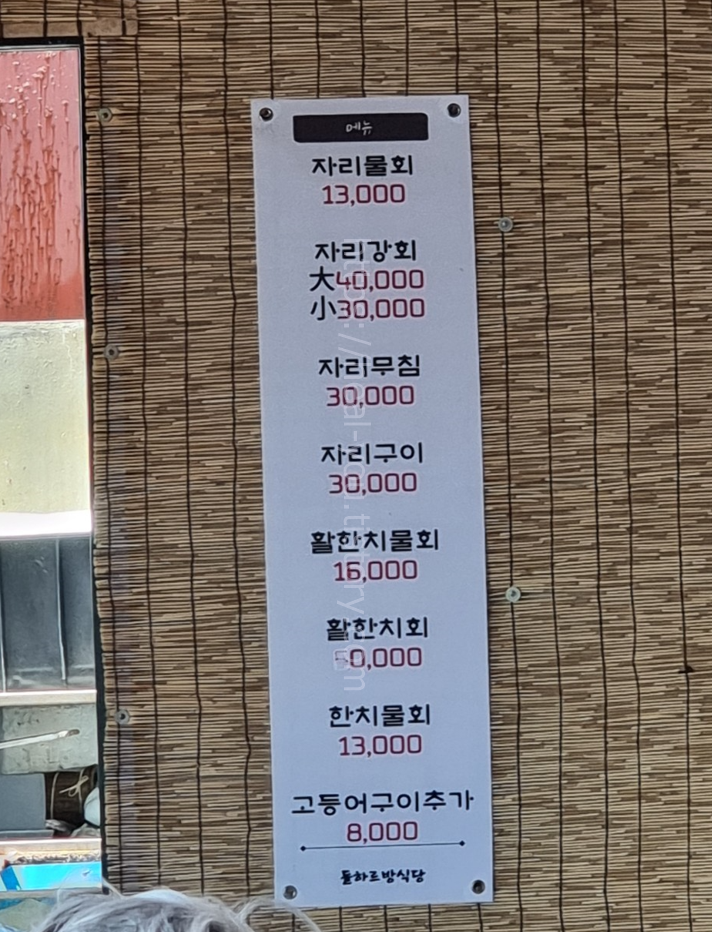 메뉴
자리물회
13,000
자리강회
大40,000
小30,000
자리무침
30,000
자리구이
30,000
활한치물회
활한치회
한치물회
13,000
고등어구이추가
8,000
돌하르방식당